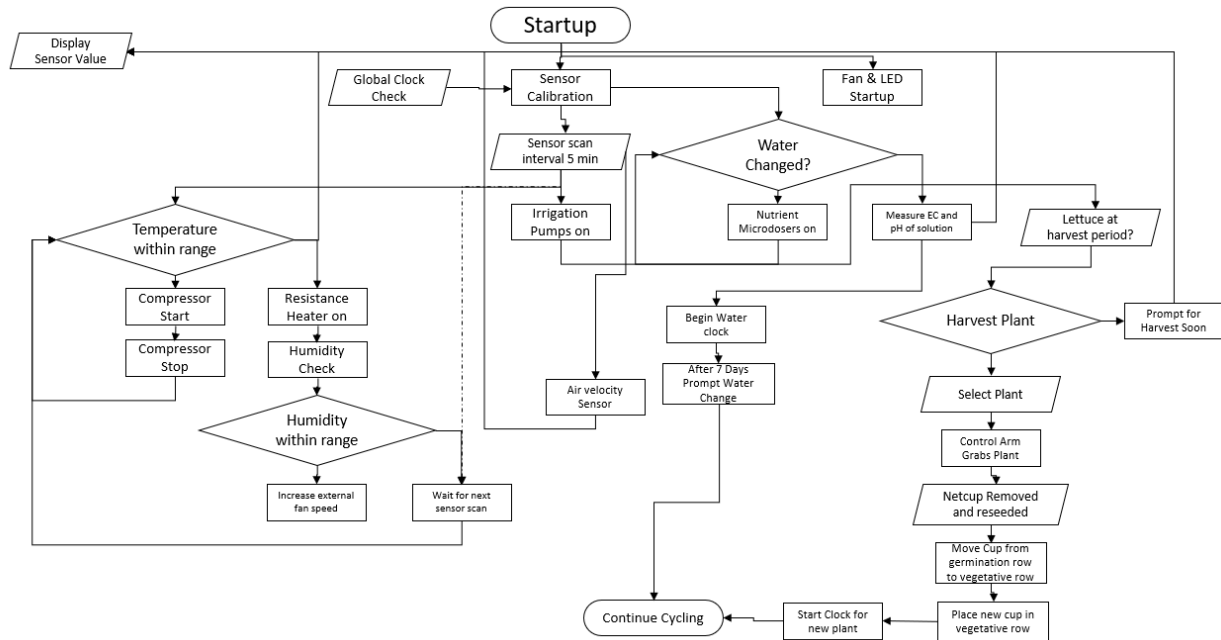 Startup
Display
Sensor Value
Global Clock
Check
Sensor
Calibration
Fan & LED
Startup
Sensor scan
interval 5 min
Water
Changed?
Temperature
within range
Irrigation
Pumps on
Nutrient
Microdosers on
Measure EC and
pH of solution
Lettuce at
harvest period?
Compressor
Start
Resistance
Heater on
Begin Water
clock
Harvest Plant
Prompt for
Harvest Soon
Compressor
Stop
Humidity
Check
After 7 Days
Prompt Water
Change
Air velocity
Sensor
Select Plant
Humidity
within range
Control Arm
Grabs Plant
Increase external
fan speed
Wait for next
sensor scan
Netcup Removed
and reseeded
Move Cup from
germination row
to vegetative row
Continue Cycling
Start Clock for
new plant
Place new cup in
vegetative row